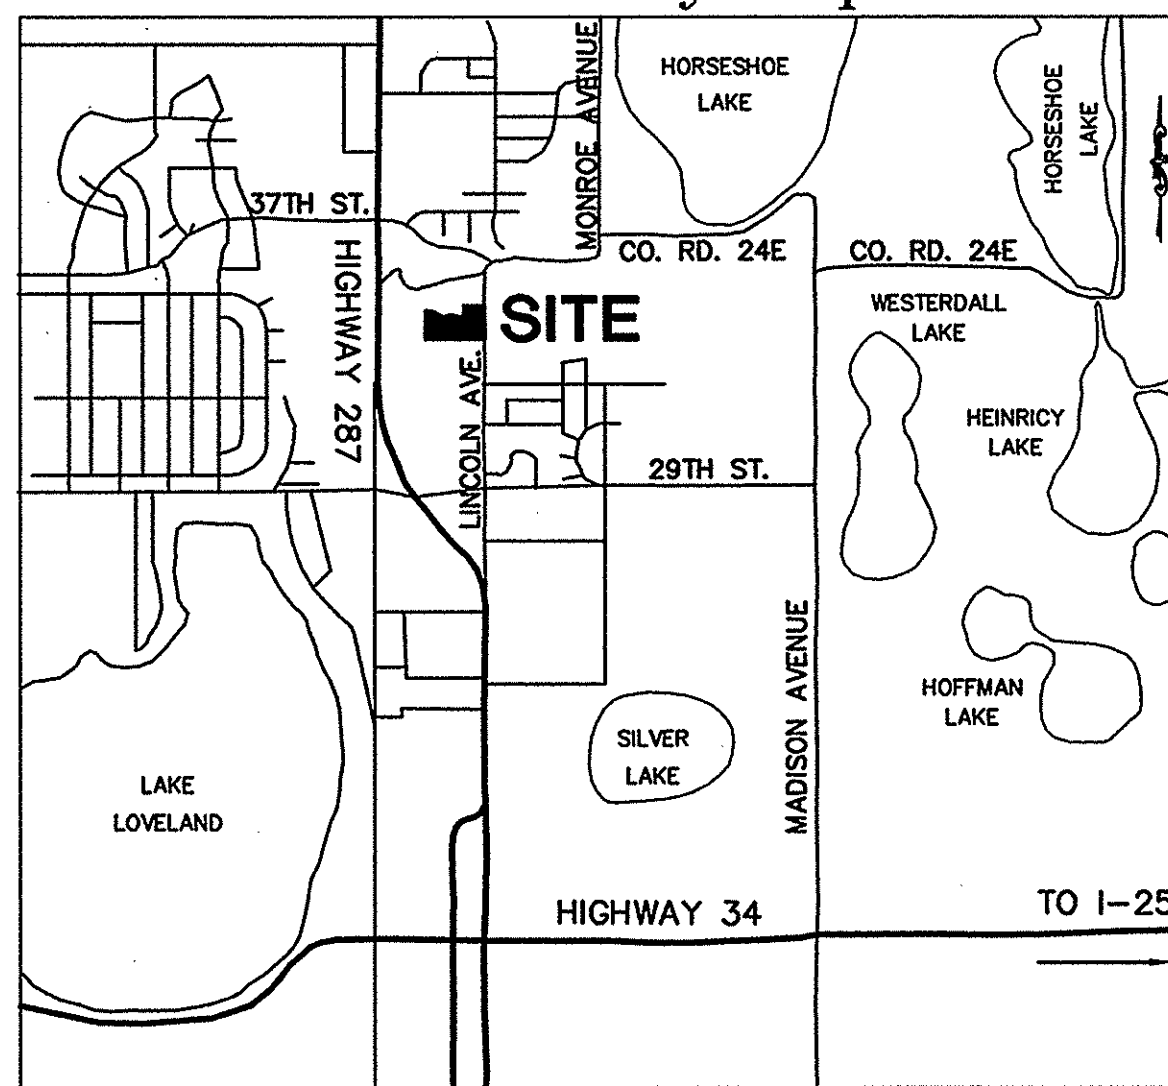 HORSESHOE
LAKE
MONROE AVENUE
HORSESHOE
LAKE
37TH ST.
CO. RD. 24E
CO. RD. 24E
HIGHWAY 287
SITE
WESTERDALL
LAKE
LINCOLN AVE.
HEINRICY
LAKE
29TH ST.
MADISON AVENUE
HOFFMAN
LAKE
SILVER
LAKE
LAKE
LOVELAND
HIGHWAY 34
TO I-25